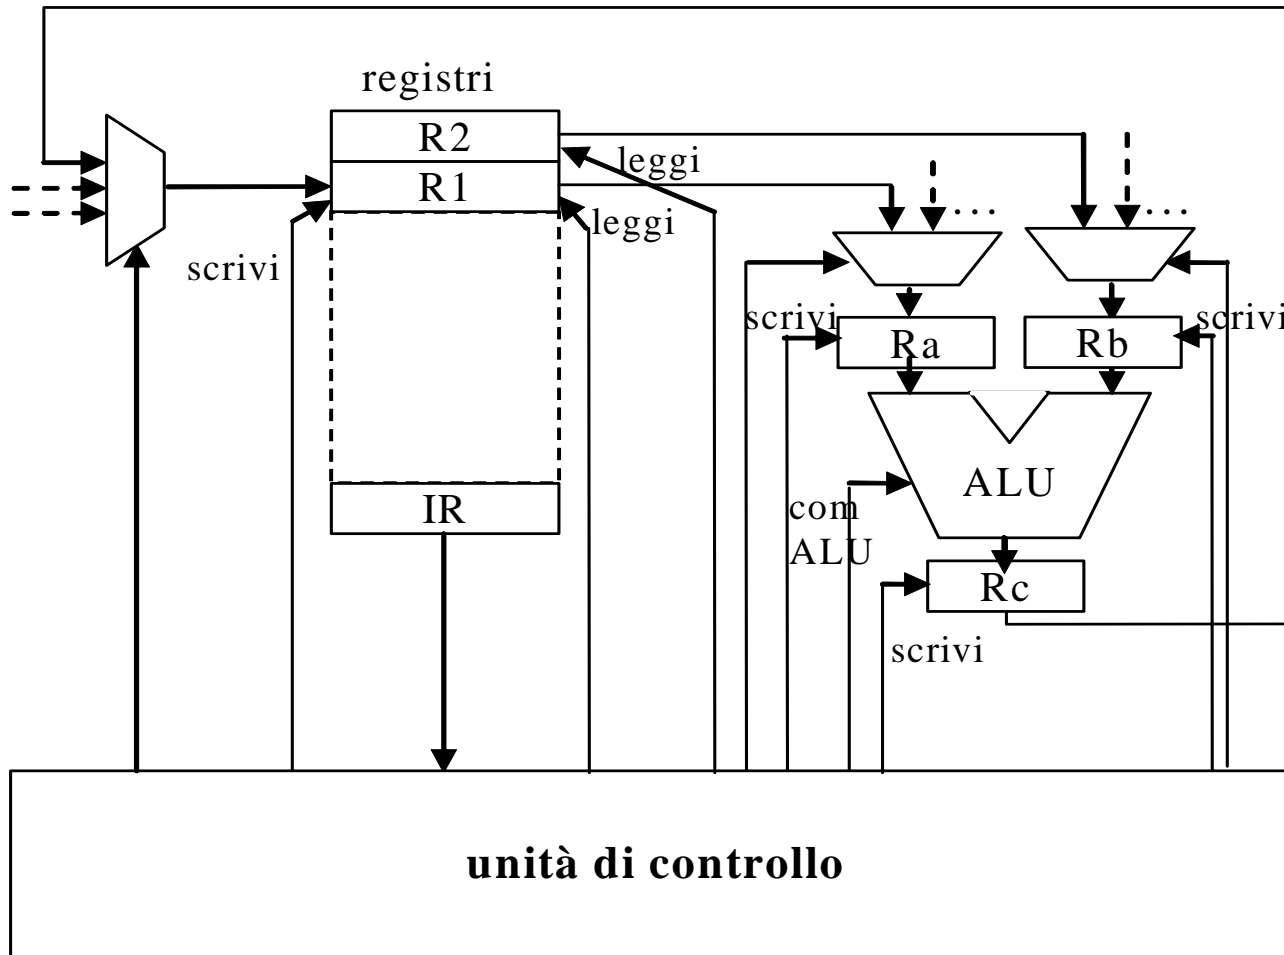 registri
R2
leggi
R1
leggi
. . .
. . .
scrivi
scrivi
scrivi
Ra
Rb
ALU
IR
com
ALU
Rc
scrivi
unità di controllo